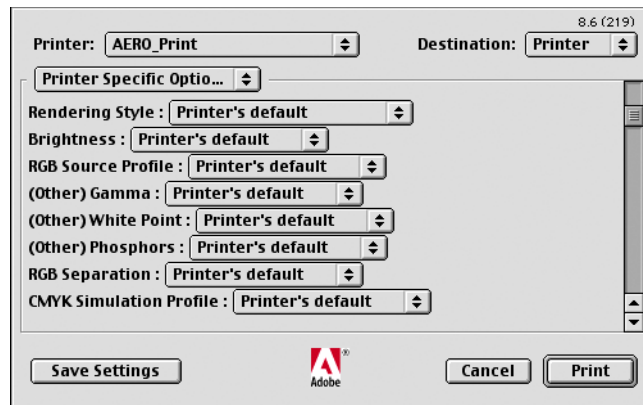 8.6 (219)
Printer: AERO_Print Destination: Printer
Printer Specific Optio...
Rendering Style : Printer's default
Brightness : Printer's default
RGB Source Profile : Printer's default
(Other) Gamma : Printer's default
(Other) White Point : Printer's default
(Other) Phosphors : Printer's default
RGB Separation : Printer's default
CMYK Simulation Profile : Printer's default
Save Settings Adobe® Cancel Print